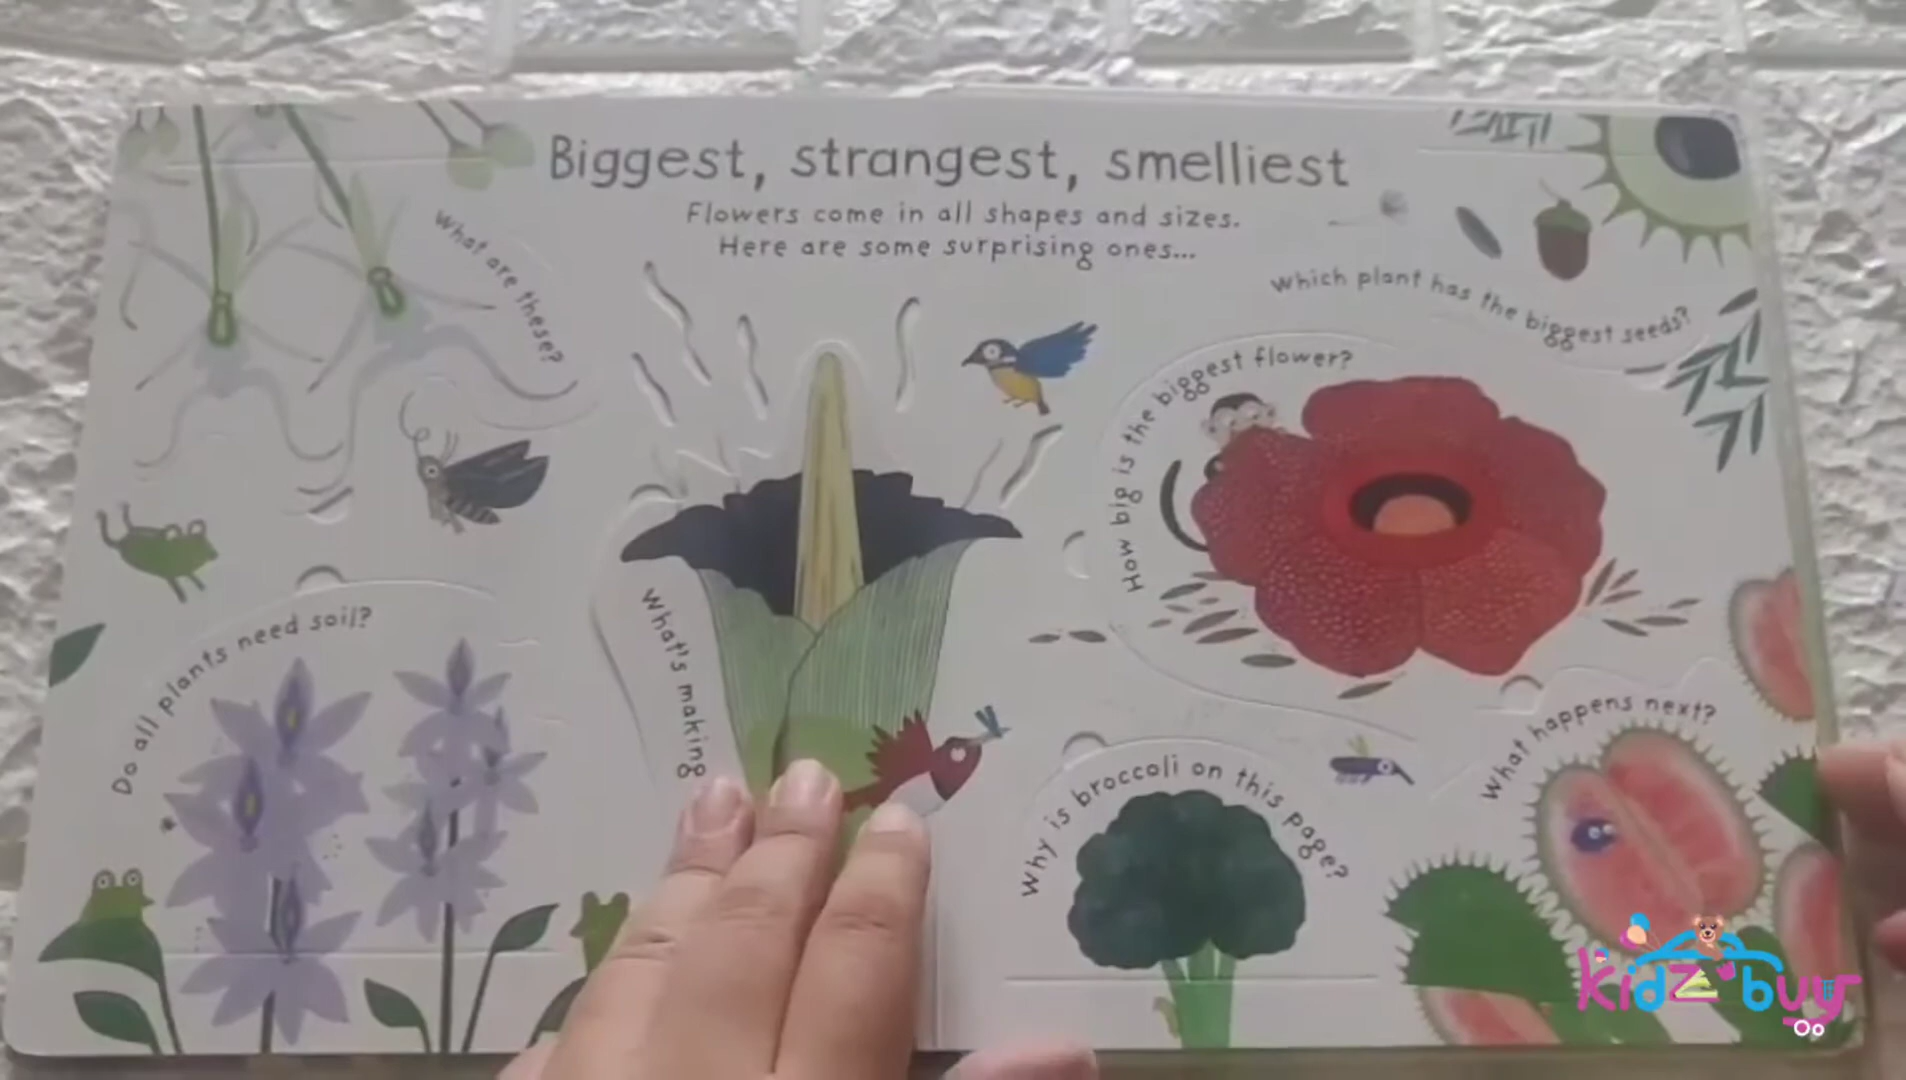 Biggest, strangest, smelliest
Flowers come in all shapes and sizes.
Here are some surprising ones...
What are these?
Which plant has the biggest seeds?
How big is the biggest flower?
Do all plants need soil?
What's making
What happens next?
Why is broccoli on this page?
kidz buy